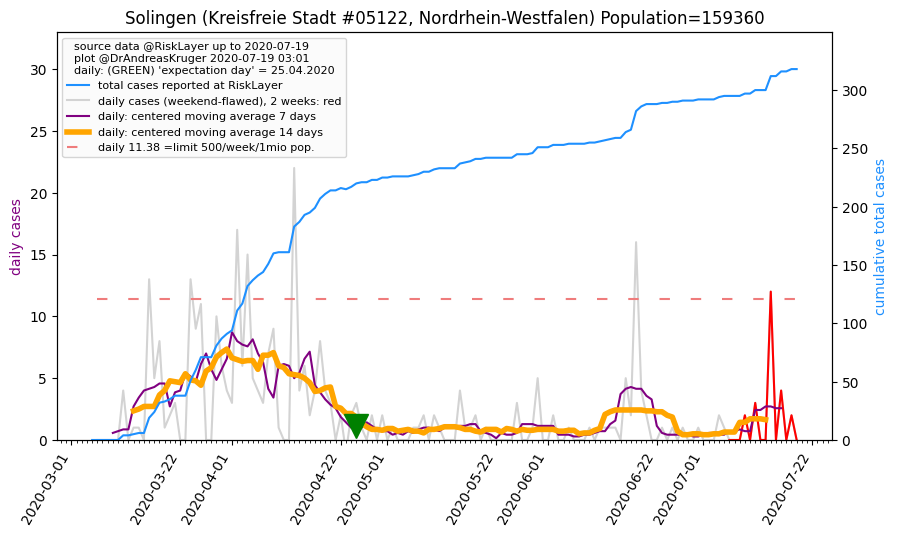 Solingen (Kreisfreie Stadt #05122, Nordrhein-Westfalen) Population=159360
source data @RiskLayer up to 2020-07-19
plot @DrAndreasKruger 2020-07-19 03:01
daily: (GREEN) 'expectation day' = 25.04.2020
total cases reported at RiskLayer
daily cases (weekend-flawed), 2 weeks: red
daily: centered moving average 7 days
daily: centered moving average 14 days
daily 11.38 =limit 500/week/1mio pop.
daily cases
30
25
20
15
10
5
0
cumulative total cases
300
250
200
150
100
50
0
2020-03-01
2020-03-22
2020-04-01
2020-04-22
2020-05-01
2020-05-22
2020-06-01
2020-06-22
2020-07-01
2020-07-22